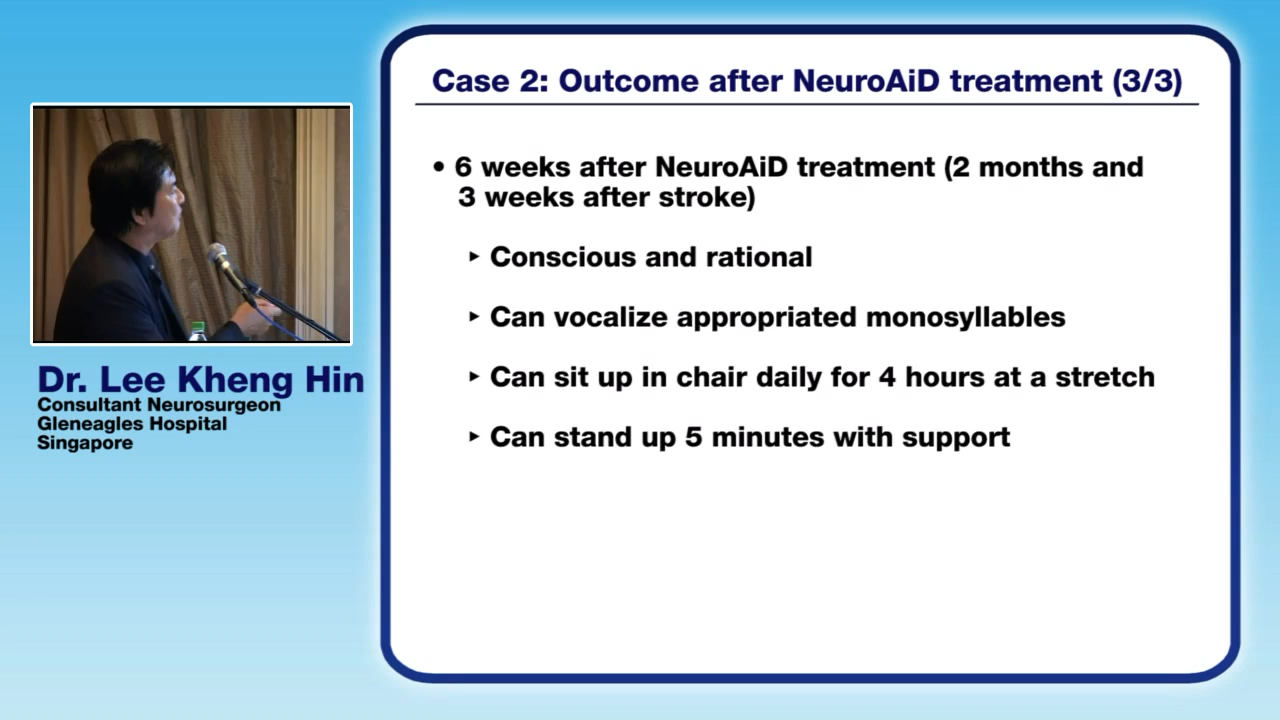 Case 2: Outcome after NeuroAiD treatment (3/3)
• 6 weeks after NeuroAiD treatment (2 months and
3 weeks after stroke)
▸ Conscious and rational
▸ Can vocalize appropriated monosyllables
▸ Can sit up in chair daily for 4 hours at a stretch
▸ Can stand up 5 minutes with support
Dr. Lee Kheng Hin
Consultant Neurosurgeon
Gleneagles Hospital
Singapore